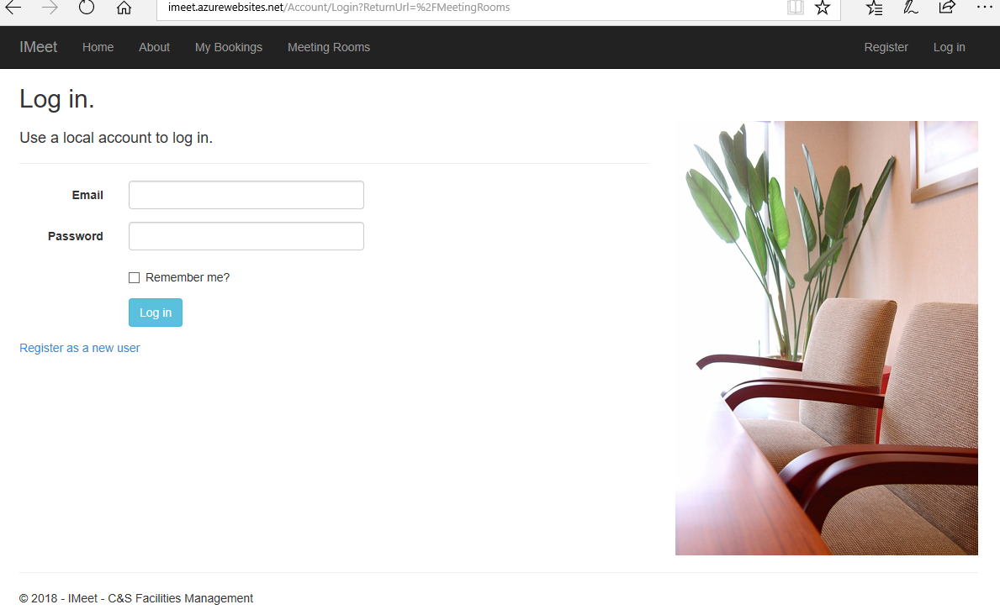 imeet.azurewebsites.net/Account/Login?ReturnUrl=%2FMeetingRooms
IMeet Home About My Bookings Meeting Rooms Register Log in
Log in.
Use a local account to log in.
Email
Password
Remember me?
Log in
Register as a new user
© 2018 - IMeet - C&S Facilities Management